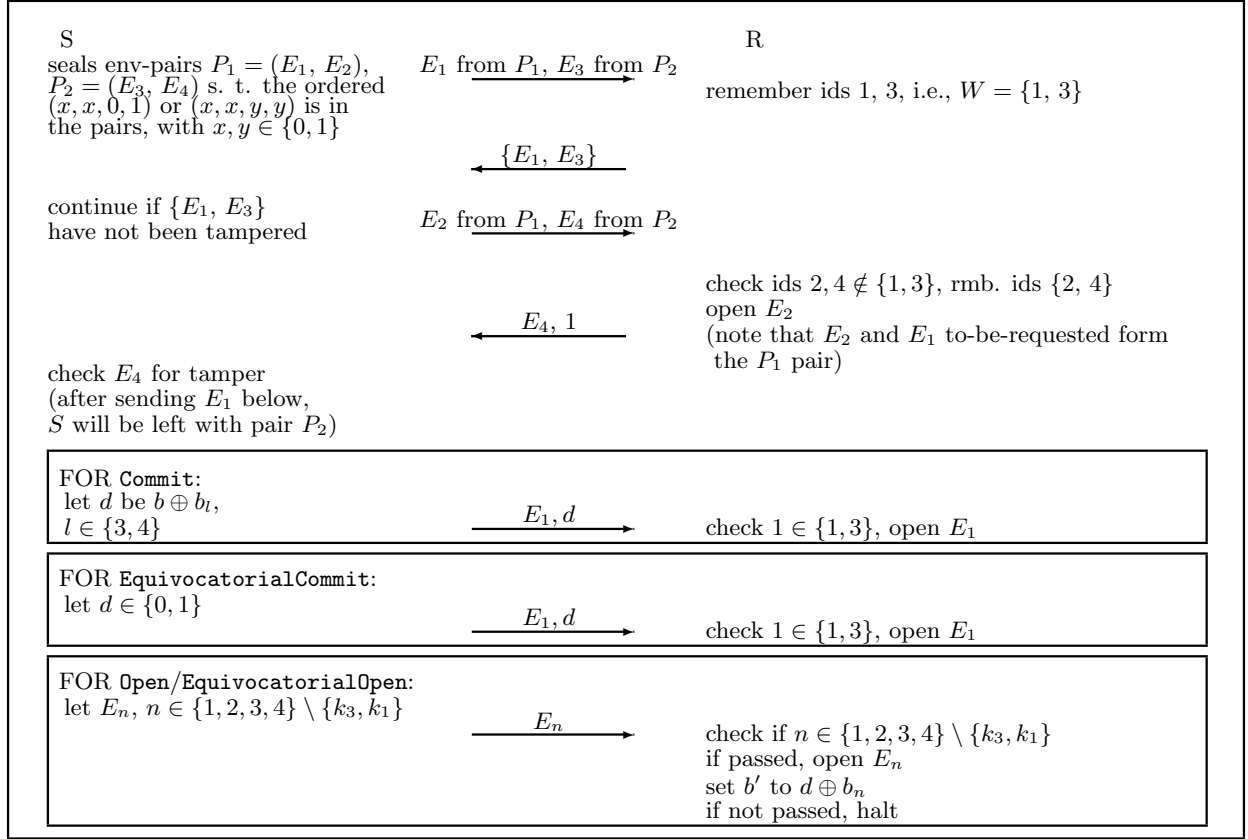 S
R
seals env-pairs P₁ = (E₁, E₂),
P₂ = (E₃, E₄) s. t. the ordered
(x, x, 0, 1) or (x, x, y, y) is in
the pairs, with x, y ∈ {0, 1}
E₁ from P₁, E₃ from P₂
remember ids 1, 3, i.e., W = {1, 3}
{E₁, E₃}
continue if {E₁, E₃}
have not been tampered
E₂ from P₁, E₄ from P₂
check ids 2, 4 ∉ {1, 3}, rmb. ids {2, 4}
open E₂
(note that E₂ and E₁ to-be-requested form
the P₁ pair)
E₄, 1
check E₄ for tamper
(after sending E₁ below,
S will be left with pair P₂)
FOR Commit:
let d be b ⊕ bₗ,
l ∈ {3, 4}
E₁, d
check 1 ∈ {1, 3}, open E₁
FOR EquivocatorialCommit:
let d ∈ {0, 1}
E₁, d
check 1 ∈ {1, 3}, open E₁
FOR Open/EquivocatorialOpen:
let Eₙ, n ∈ {1, 2, 3, 4} \ {k₃, k₁}
Eₙ
check if n ∈ {1, 2, 3, 4} \ {k₃, k₁}
if passed, open Eₙ
set b′ to d ⊕ bₙ
if not passed, halt